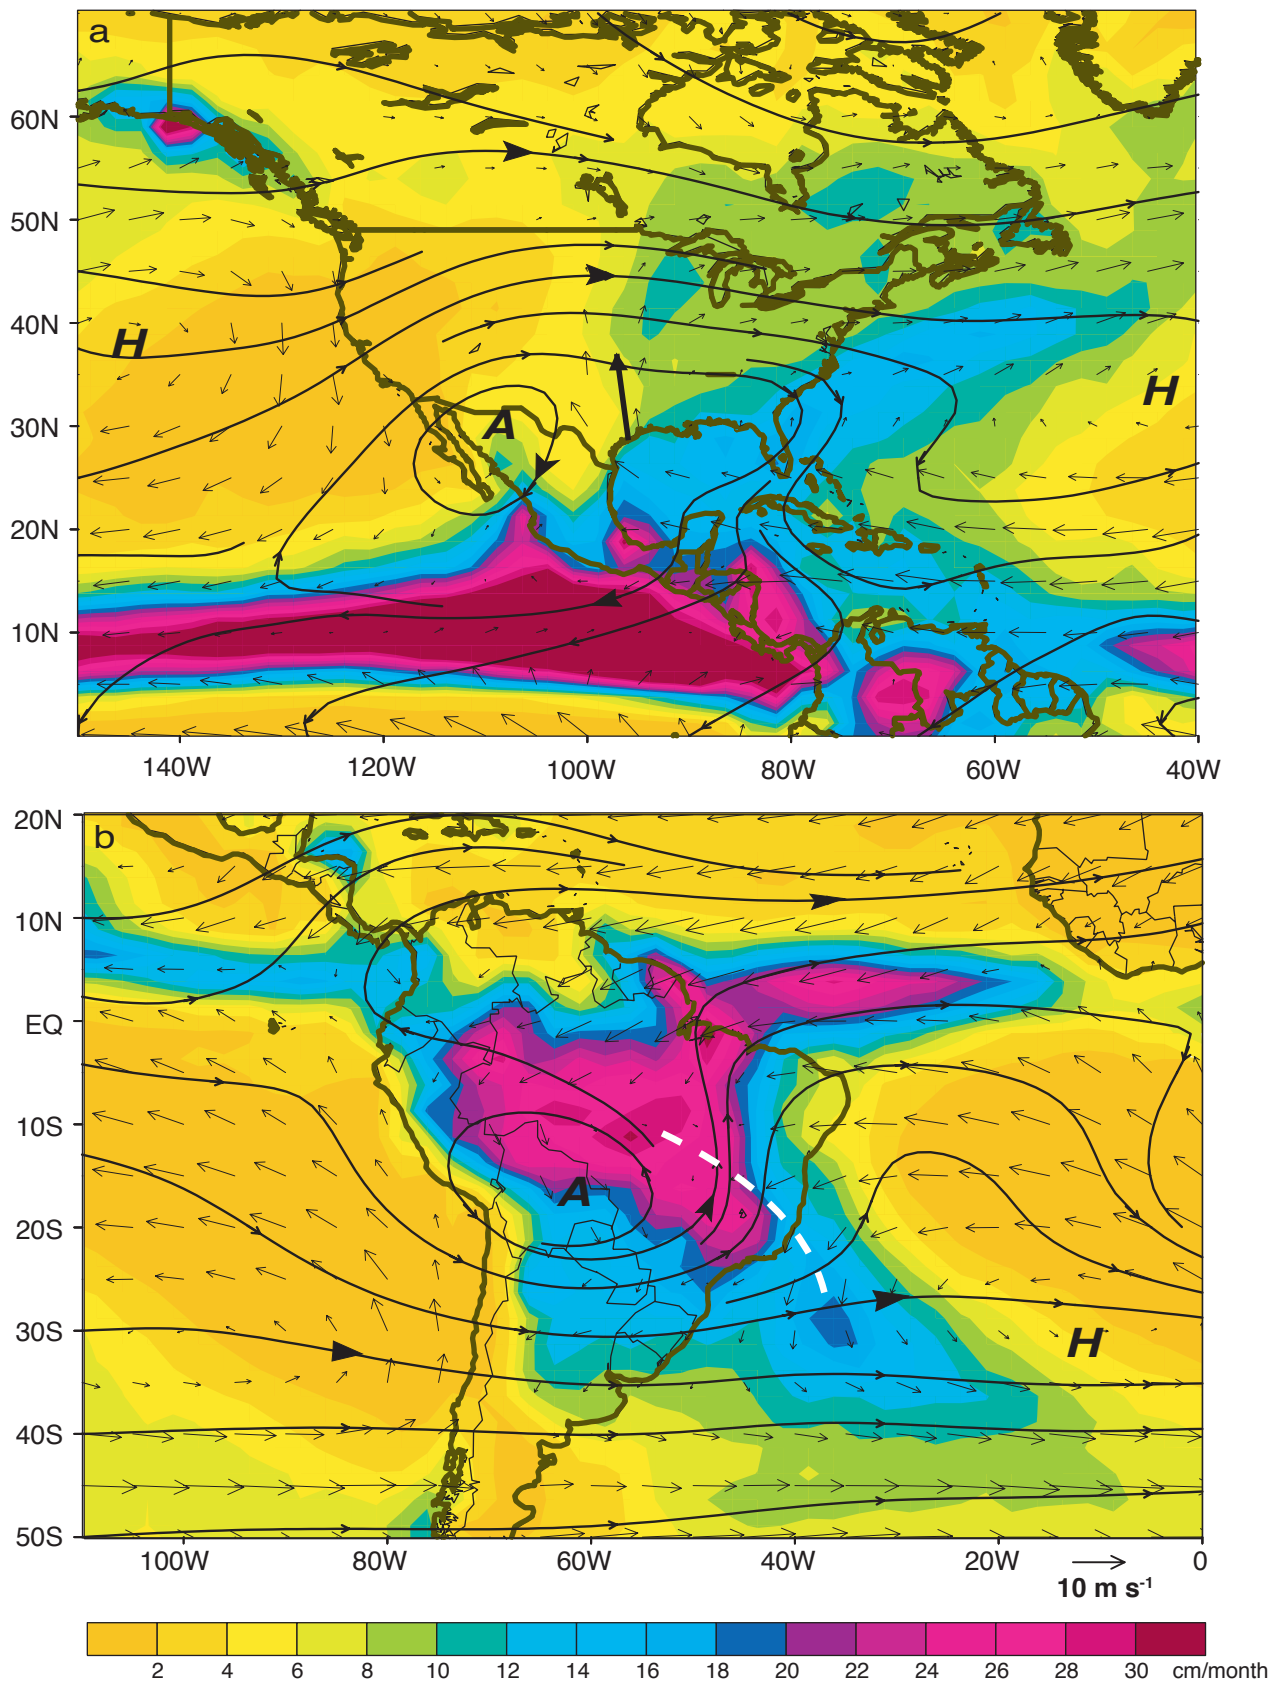 a
60N
50N
40N
30N
20N
10N
H
A
H
140W 120W 100W 80W 60W 40W
b
20N
10N
EQ
10S
20S
30S
40S
50S
A
H
100W 80W 60W 40W 20W 0
10 m s⁻¹
2 4 6 8 10 12 14 16 18 20 22 24 26 28 30 cm/month